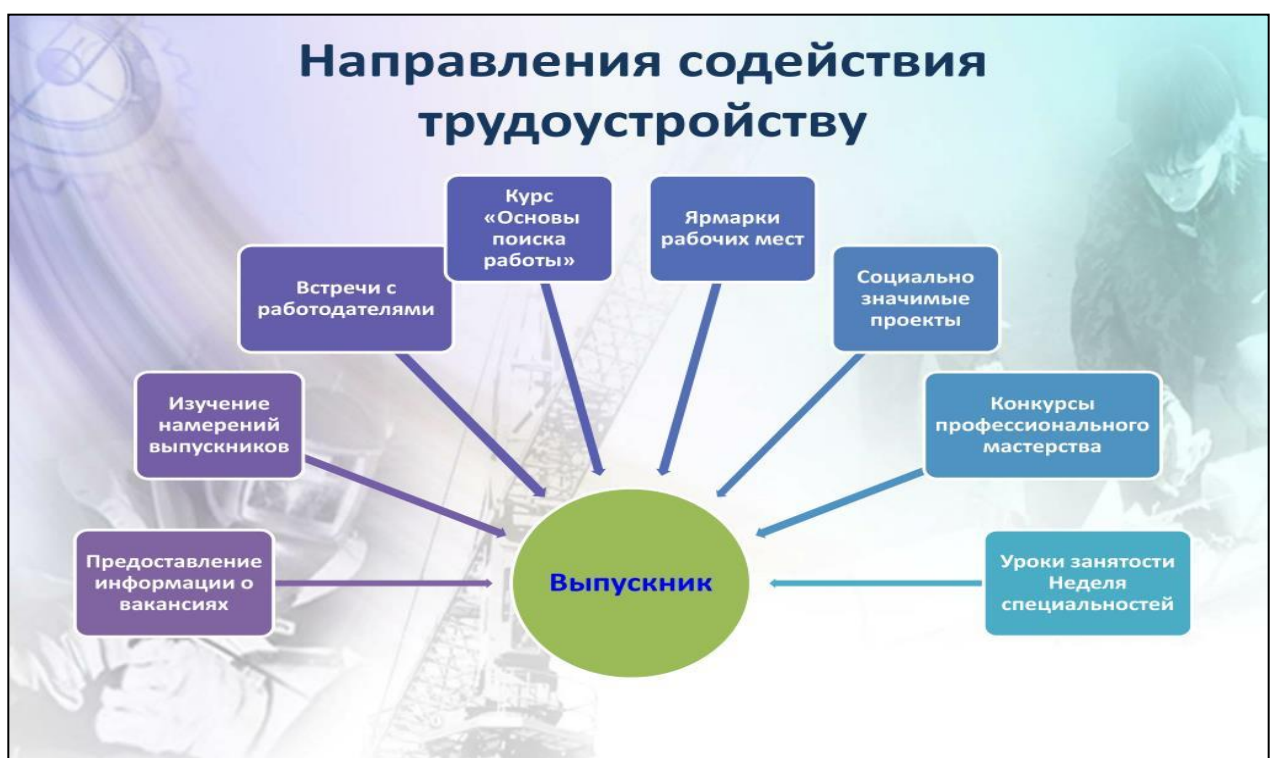 Направления содействия
трудоустройству
Предоставление
информации о
вакансиях
Изучение
намерений
выпускников
Встречи с
работодателями
Курс
«Основы
поиска
работы»
Ярмарки
рабочих мест
Социально
значимые
проекты
Конкурсы
профессионального
мастерства
Уроки занятости
Неделя
специальностей
Выпускник